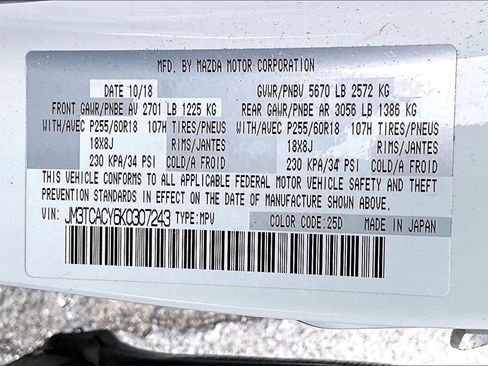 MFD. BY MAZDA MOTOR CORPORATION
DATE 10/18 GVWR/PNBV 5670 LB 2572 KG
FRONT GAWR/PNBE AV 2701 LB 1225 KG REAR GAWR/PNBE AR 3056 LB 1386 KG
WITH/AVEC P255/60R18 107H TIRES/PNEUS WITH/AVEC P255/60R18 107H TIRES/PNEUS
18X8J RIMS/JANTES 18X8J RIMS/JANTES
230 KPA/34 PSI COLD/A FROID 230 KPA/34 PSI COLD/A FROID
THIS VEHICLE CONFORMS TO ALL APPLICABLE FEDERAL MOTOR VEHICLE SAFETY AND THEFT
PREVENTION STANDARDS IN EFFECT ON THE DATE OF MANUFACTURE SHOWN ABOVE.
VIN: JM3TCACY6K0307243 TYPE:MPV COLOR CODE:25D MADE IN JAPAN